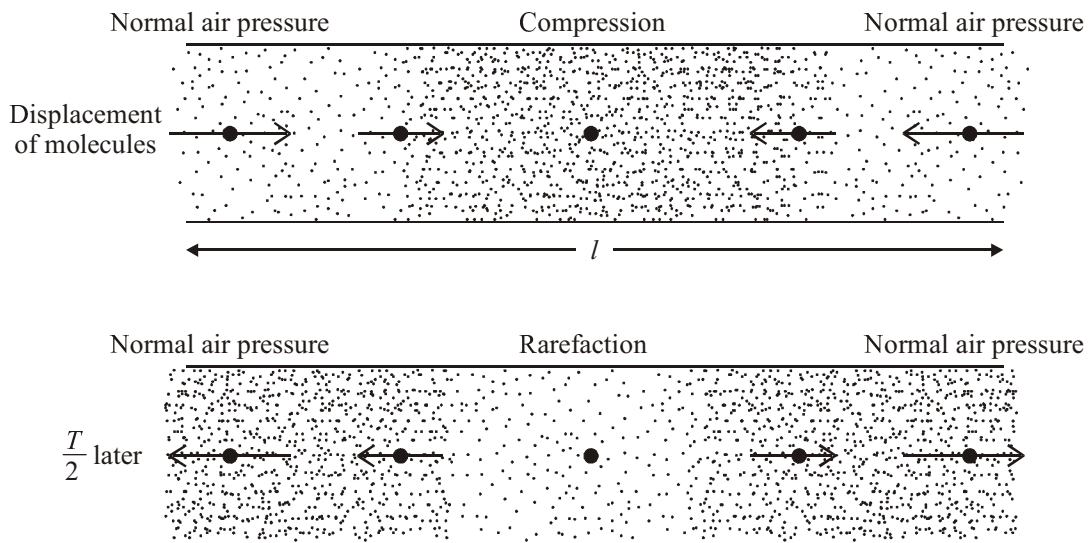 Normal air pressure Compression Normal air pressure
Displacement
of molecules
l
Normal air pressure Rarefaction Normal air pressure
T/2 later